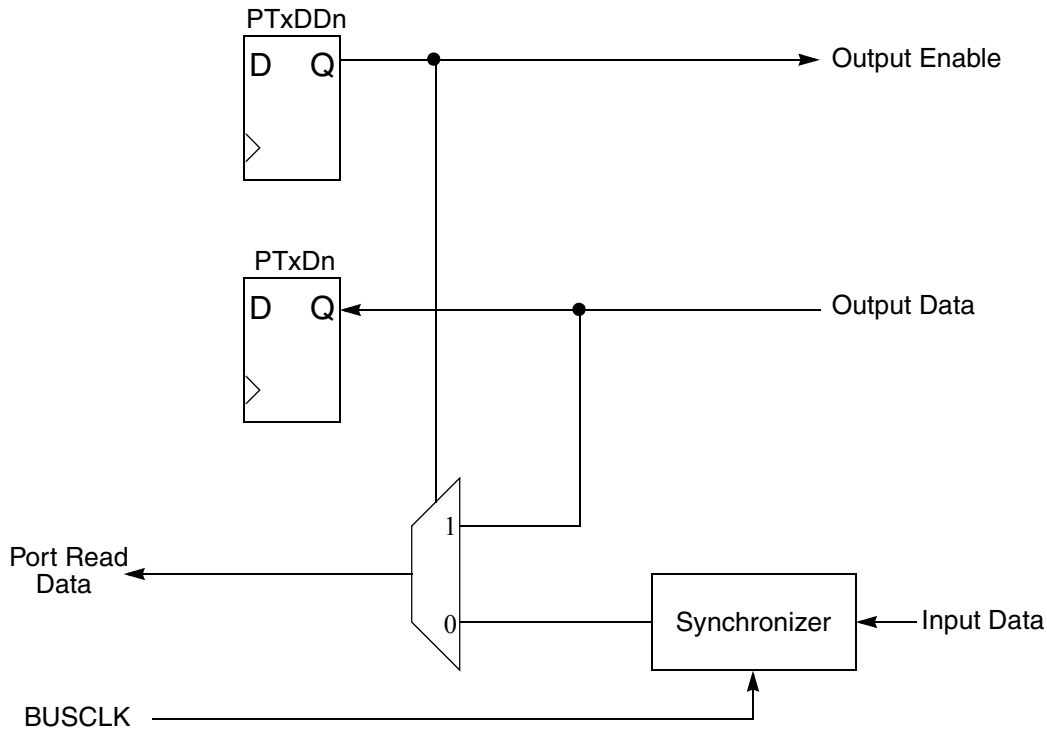 PTxDDn
D Q
Output Enable
PTxDn
D Q
Output Data
1
Port Read
Data
0
Synchronizer
Input Data
BUSCLK